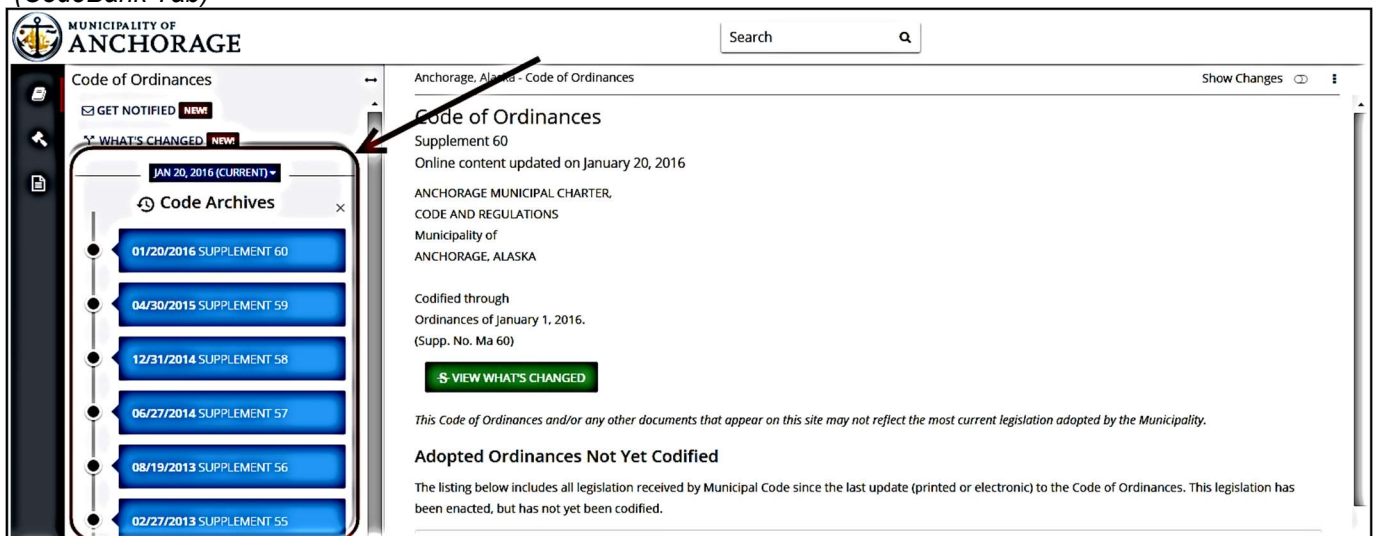 (CodeBank Tab)
MUNICIPALITY OF
ANCHORAGE
Search
Code of Ordinances
GET NOTIFIED NEW!
WHAT'S CHANGED NEW!
JAN 20, 2016 (CURRENT)
Code Archives
01/20/2016 SUPPLEMENT 60
04/30/2015 SUPPLEMENT 59
12/31/2014 SUPPLEMENT 58
06/27/2014 SUPPLEMENT 57
08/19/2013 SUPPLEMENT 56
02/27/2013 SUPPLEMENT 55
Anchorage, Alaska - Code of Ordinances
Show Changes
Code of Ordinances
Supplement 60
Online content updated on January 20, 2016
ANCHORAGE MUNICIPAL CHARTER,
CODE AND REGULATIONS
Municipality of
ANCHORAGE, ALASKA
Codified through
Ordinances of January 1, 2016.
(Supp. No. Ma 60)
VIEW WHAT'S CHANGED
This Code of Ordinances and/or any other documents that appear on this site may not reflect the most current legislation adopted by the Municipality.
Adopted Ordinances Not Yet Codified
The listing below includes all legislation received by Municipal Code since the last update (printed or electronic) to the Code of Ordinances. This legislation has
been enacted, but has not yet been codified.